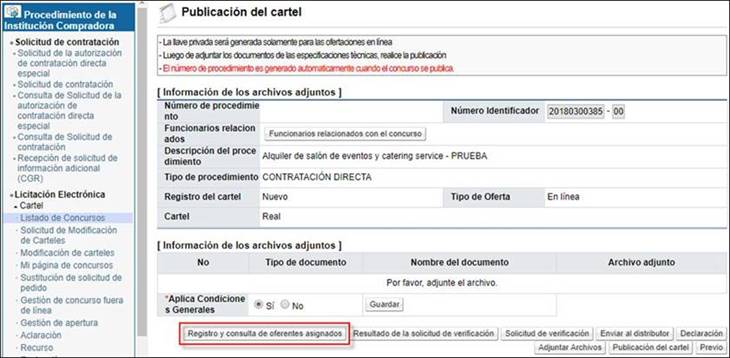 Procedimiento de la
Institución Compradora
Solicitud de contratación
Solicitud de la autorización
de contratación directa
especial
Solicitud de contratación
Consulta de Solicitud de la
autorización de
contratación directa
especial
Consulta de Solicitud de
contratación
Recepción de solicitud de
información adicional
(CGR)
Licitación Electrónica
Cartel
Listado de Concursos
Solicitud de Modificación
de Carteles
Modificación de carteles
Mi página de concursos
Sustitución de solicitud de
pedido
Gestión de concurso fuera
de línea
Gestión de apertura
Aclaración
Recurso
Publicación del cartel
- La llave privada será generada solamente para las ofertaciones en línea
- Luego de adjuntar los documentos de las especificaciones técnicas, realice la publicación
- El número de procedimiento es generado automaticamente cuando el concurso se publica.
[ Información de los archivos adjuntos ]
Número de procedimie
nto
Número Identificador 20180300385 - 00
Funcionarios relacion
ados
Funcionarios relacionados con el concurso
Descripción del proce
dimiento
Alquiler de salón de eventos y catering service - PRUEBA
Tipo de procedimiento CONTRATACIÓN DIRECTA
Registro del cartel Nuevo Tipo de Oferta En línea
Cartel Real
[ Información de los archivos adjuntos ]
No Tipo de documento Nombre del documento Archivo adjunto
Por favor, adjunte el archivo.
*Aplica Condicione
s Generales
Sí No Guardar
Registro y consulta de oferentes asignados Resultado de la solicitud de verificación Solicitud de verificación Enviar al distributor Declaración
Adjuntar Archivos Publicación del cartel Previo